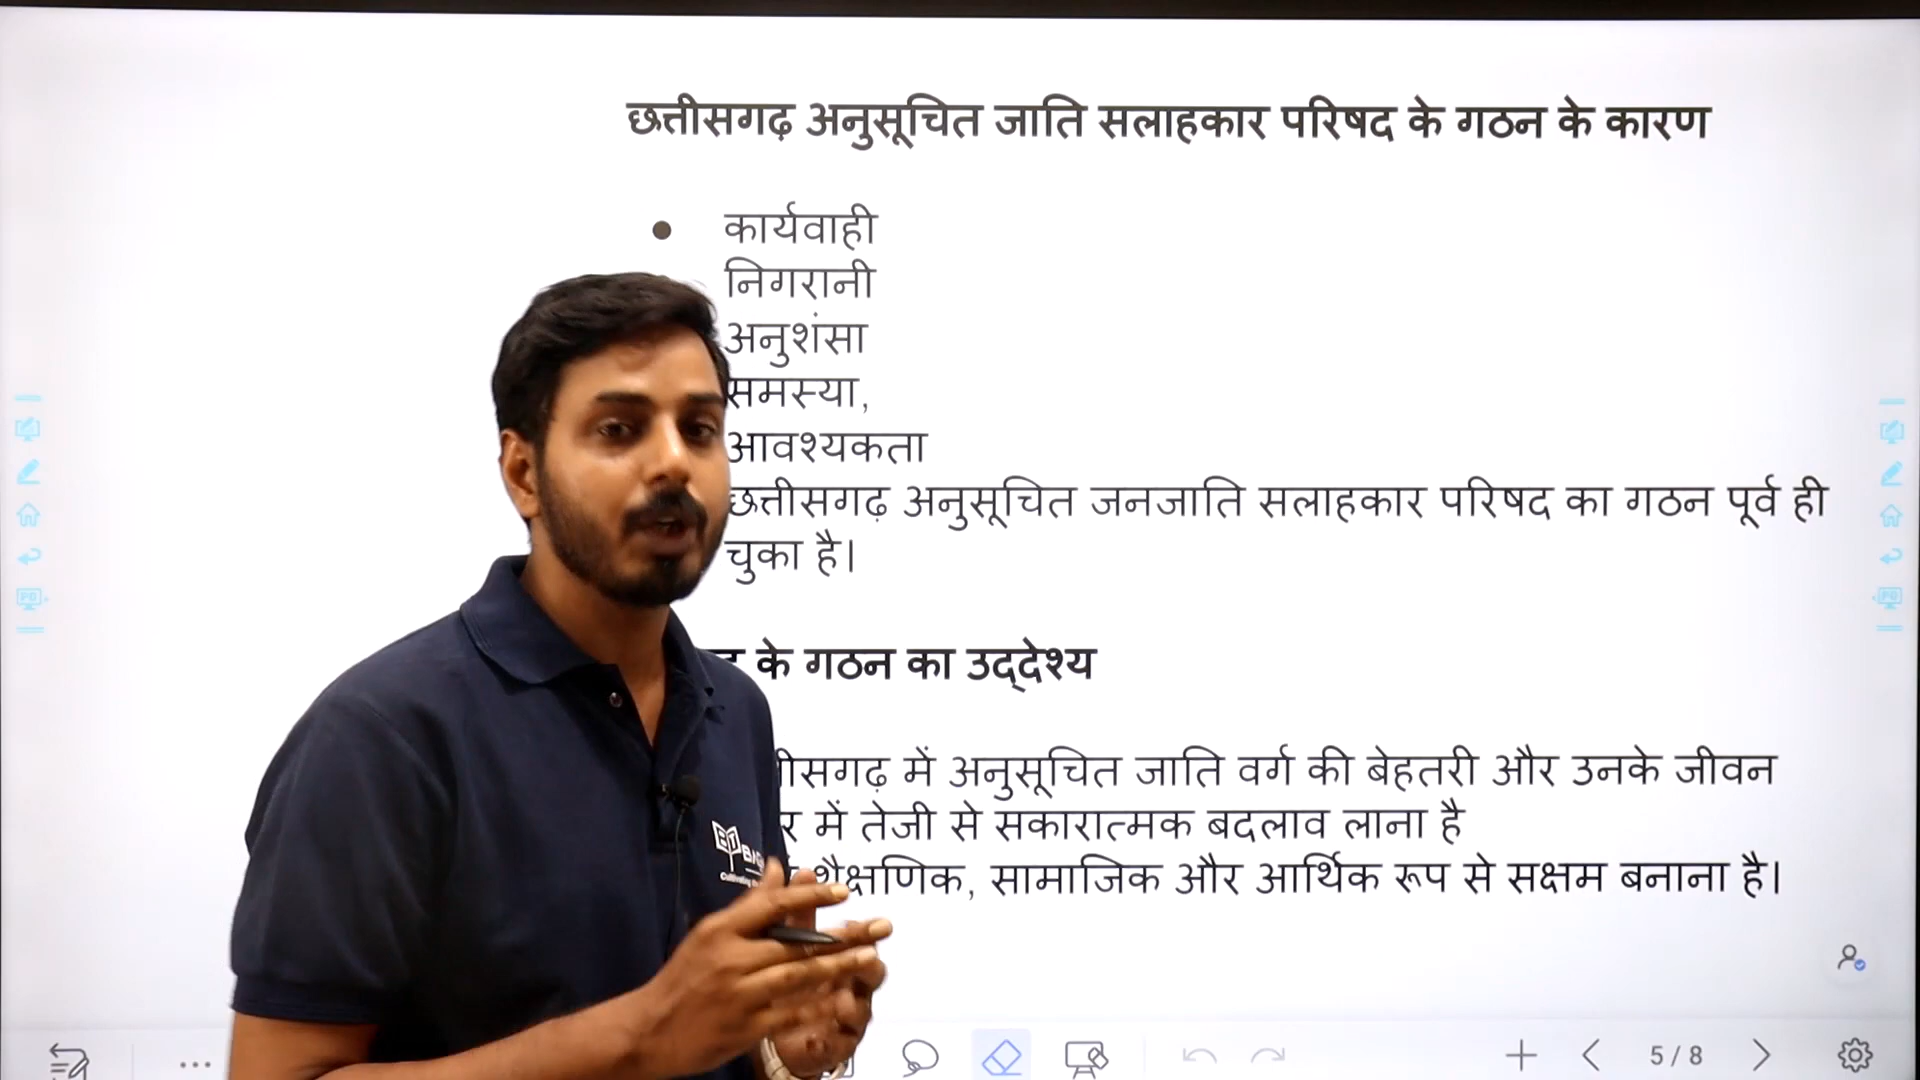 छत्तीसगढ़ अनुसूचित जाति सलाहकार परिषद के गठन के कारण
कार्यवाही
निगरानी
अनुशंसा
समस्या,
आवश्यकता
छत्तीसगढ़ अनुसूचित जनजाति सलाहकार परिषद का गठन पूर्व ही
चुका है।
के गठन का उद्देश्य
में अनुसूचित जाति वर्ग की बेहतरी और उनके जीवन
में तेजी से सकारात्मक बदलाव लाना है
शैक्षणिक, सामाजिक और आर्थिक रूप से सक्षम बनाना है।
5 / 8